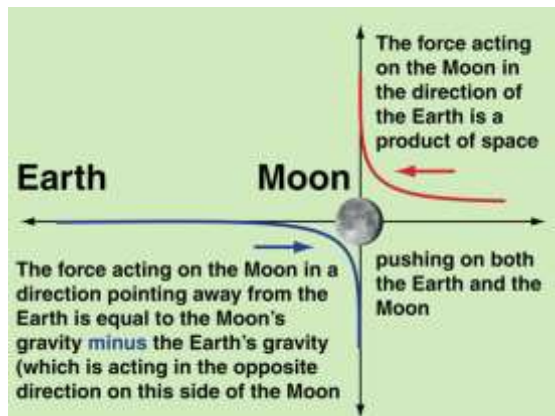 The force acting
on the Moon in
the direction of
the Earth is a
product of space
Earth
Moon
pushing on both
the Earth and the
Moon
The force acting on the Moon in a
direction pointing away from the
Earth is equal to the Moon's
gravity minus the Earth's gravity
(which is acting in the opposite
direction on this side of the Moon